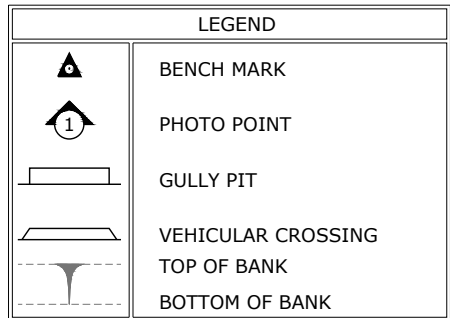 LEGEND
BENCH MARK
1 PHOTO POINT
GULLY PIT
VEHICULAR CROSSING
TOP OF BANK
BOTTOM OF BANK